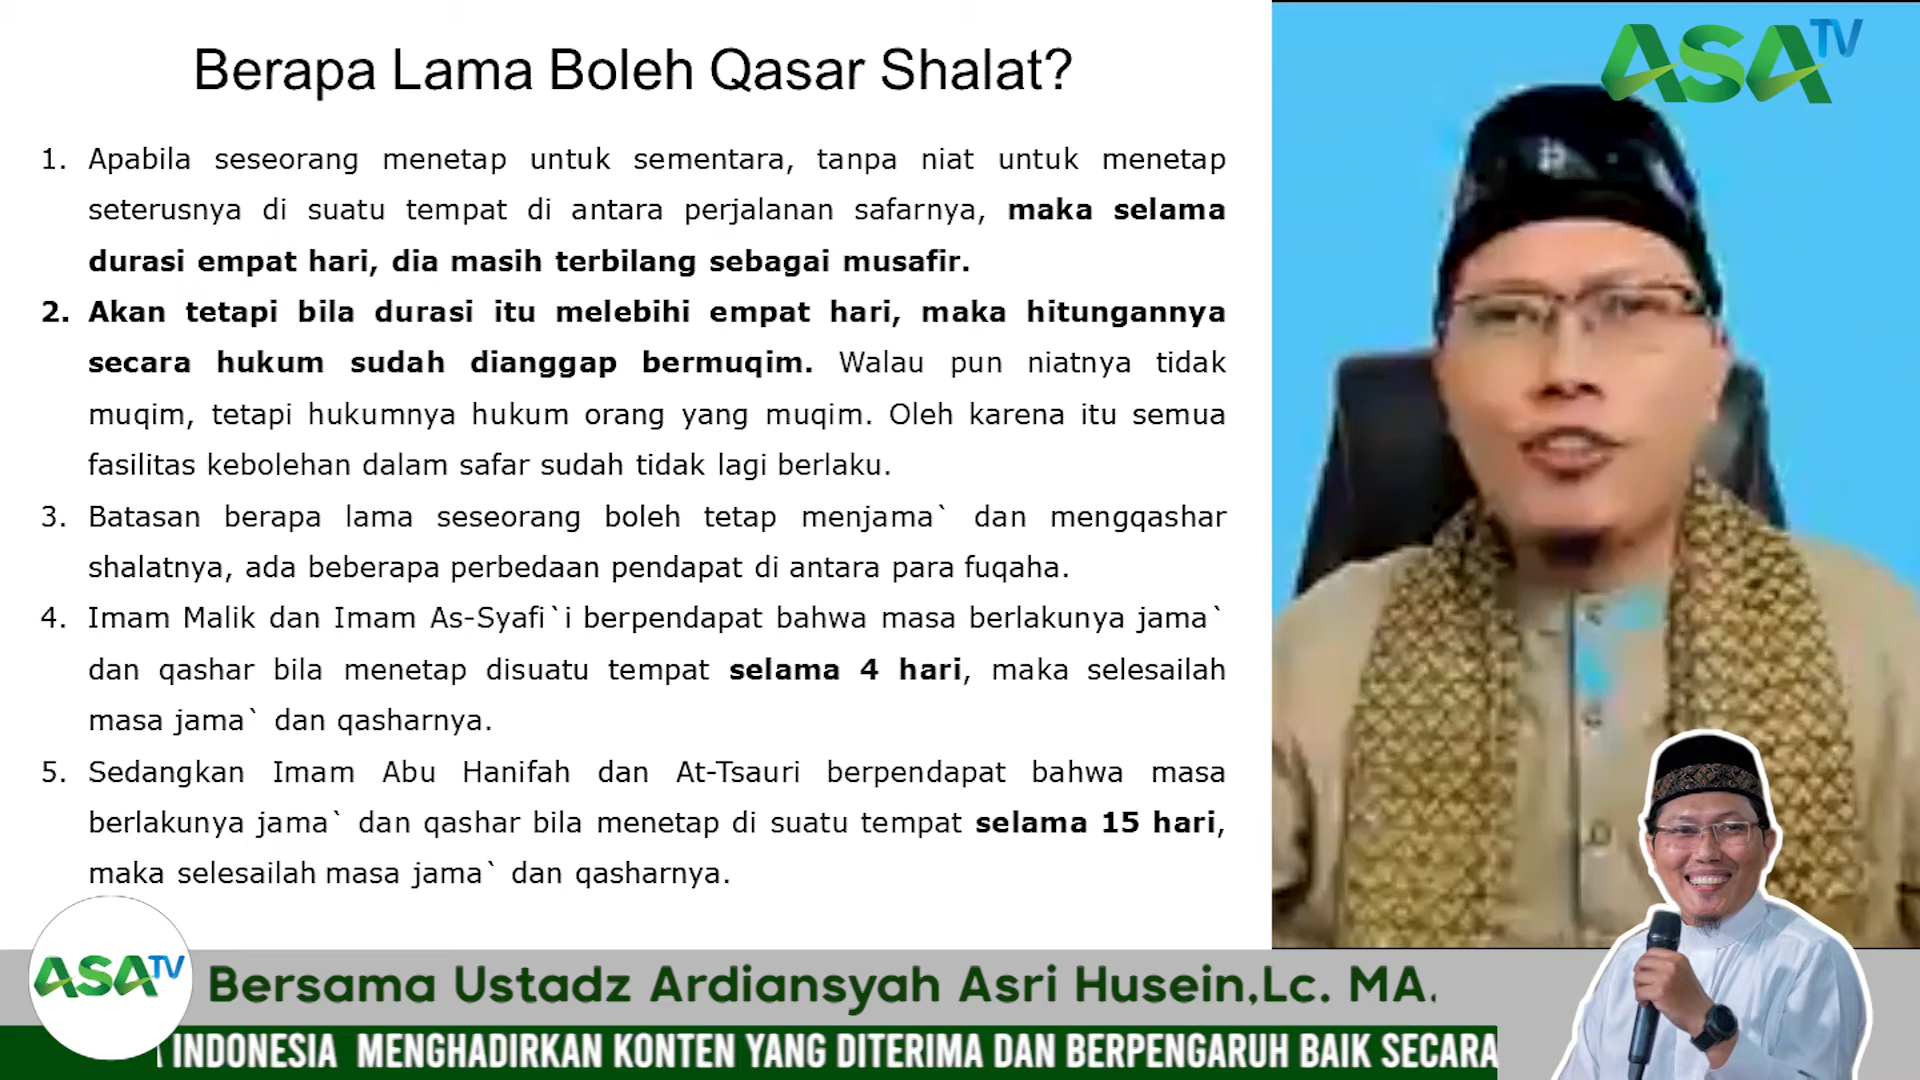 Berapa Lama Boleh Qasar Shalat?
ASA TV
1. Apabila seseorang menetap untuk sementara, tanpa niat untuk menetap
seterusnya di suatu tempat di antara perjalanan safarnya, maka selama
durasi empat hari, dia masih terbilang sebagai musafir.
2. Akan tetapi bila durasi itu melebihi empat hari, maka hitungannya
secara hukum sudah dianggap bermuqim. Walau pun niatnya tidak
muqim, tetapi hukumnya hukum orang yang muqim. Oleh karena itu semua
fasilitas kebolehan dalam safar sudah tidak lagi berlaku.
3. Batasan berapa lama seseorang boleh tetap menjama` dan mengqashar
shalatnya, ada beberapa perbedaan pendapat di antara para fuqaha.
4. Imam Malik dan Imam As-Syafi`i berpendapat bahwa masa berlakunya jama`
dan qashar bila menetap disuatu tempat selama 4 hari, maka selesailah
masa jama` dan qasharnya.
5. Sedangkan Imam Abu Hanifah dan At-Tsauri berpendapat bahwa masa
berlakunya jama` dan qashar bila menetap di suatu tempat selama 15 hari,
maka selesailah masa jama` dan qasharnya.
ASA TV
Bersama Ustadz Ardiansyah Asri Husein,Lc. MA.
INDONESIA MENGHADIRKAN KONTEN YANG DITERIMA DAN BERPENGARUH BAIK SECARA